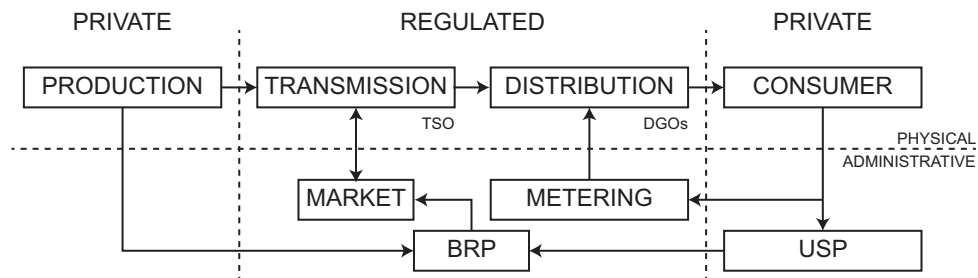 PRIVATE REGULATED PRIVATE
PRODUCTION TRANSMISSION DISTRIBUTION CONSUMER
TSO DGOs
PHYSICAL
ADMINISTRATIVE
MARKET METERING
BRP USP